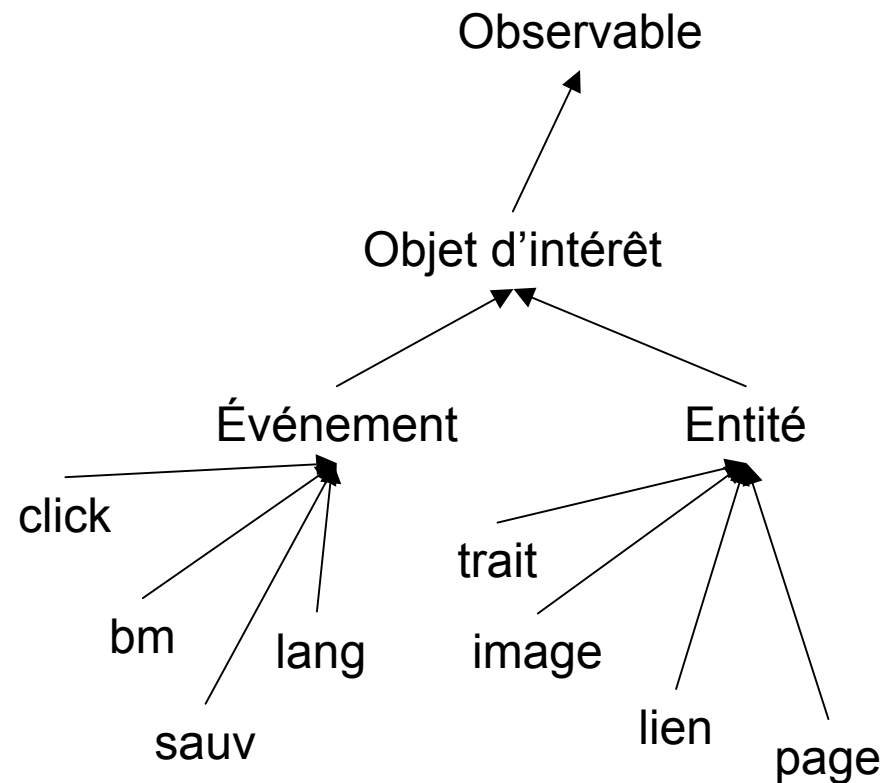 Observable
Objet d’intérêt
Événement
Entité
click
trait
bm
lang
image
sauv
lien
page